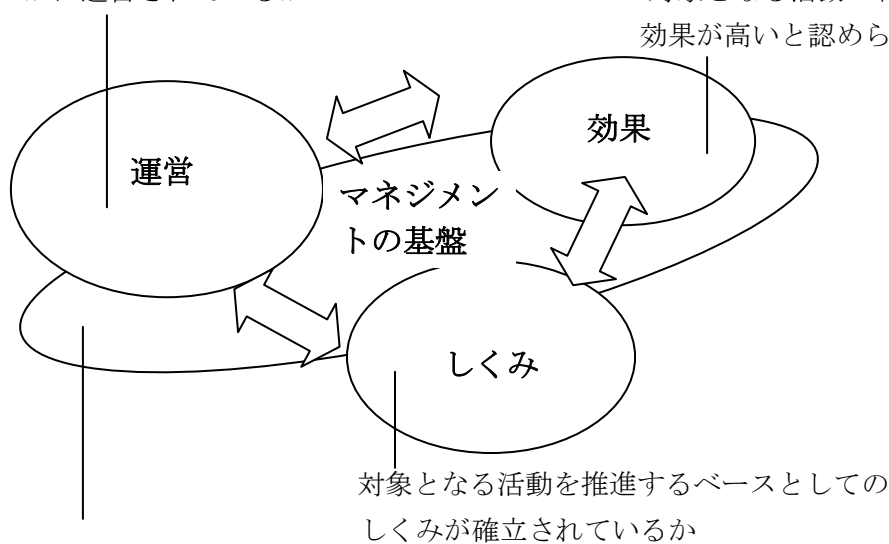 効果が高いと認めら
効果
運営
マネジメン
トの基盤
しくみ
対象となる活動を推進するベースとしての
しくみが確立されているか